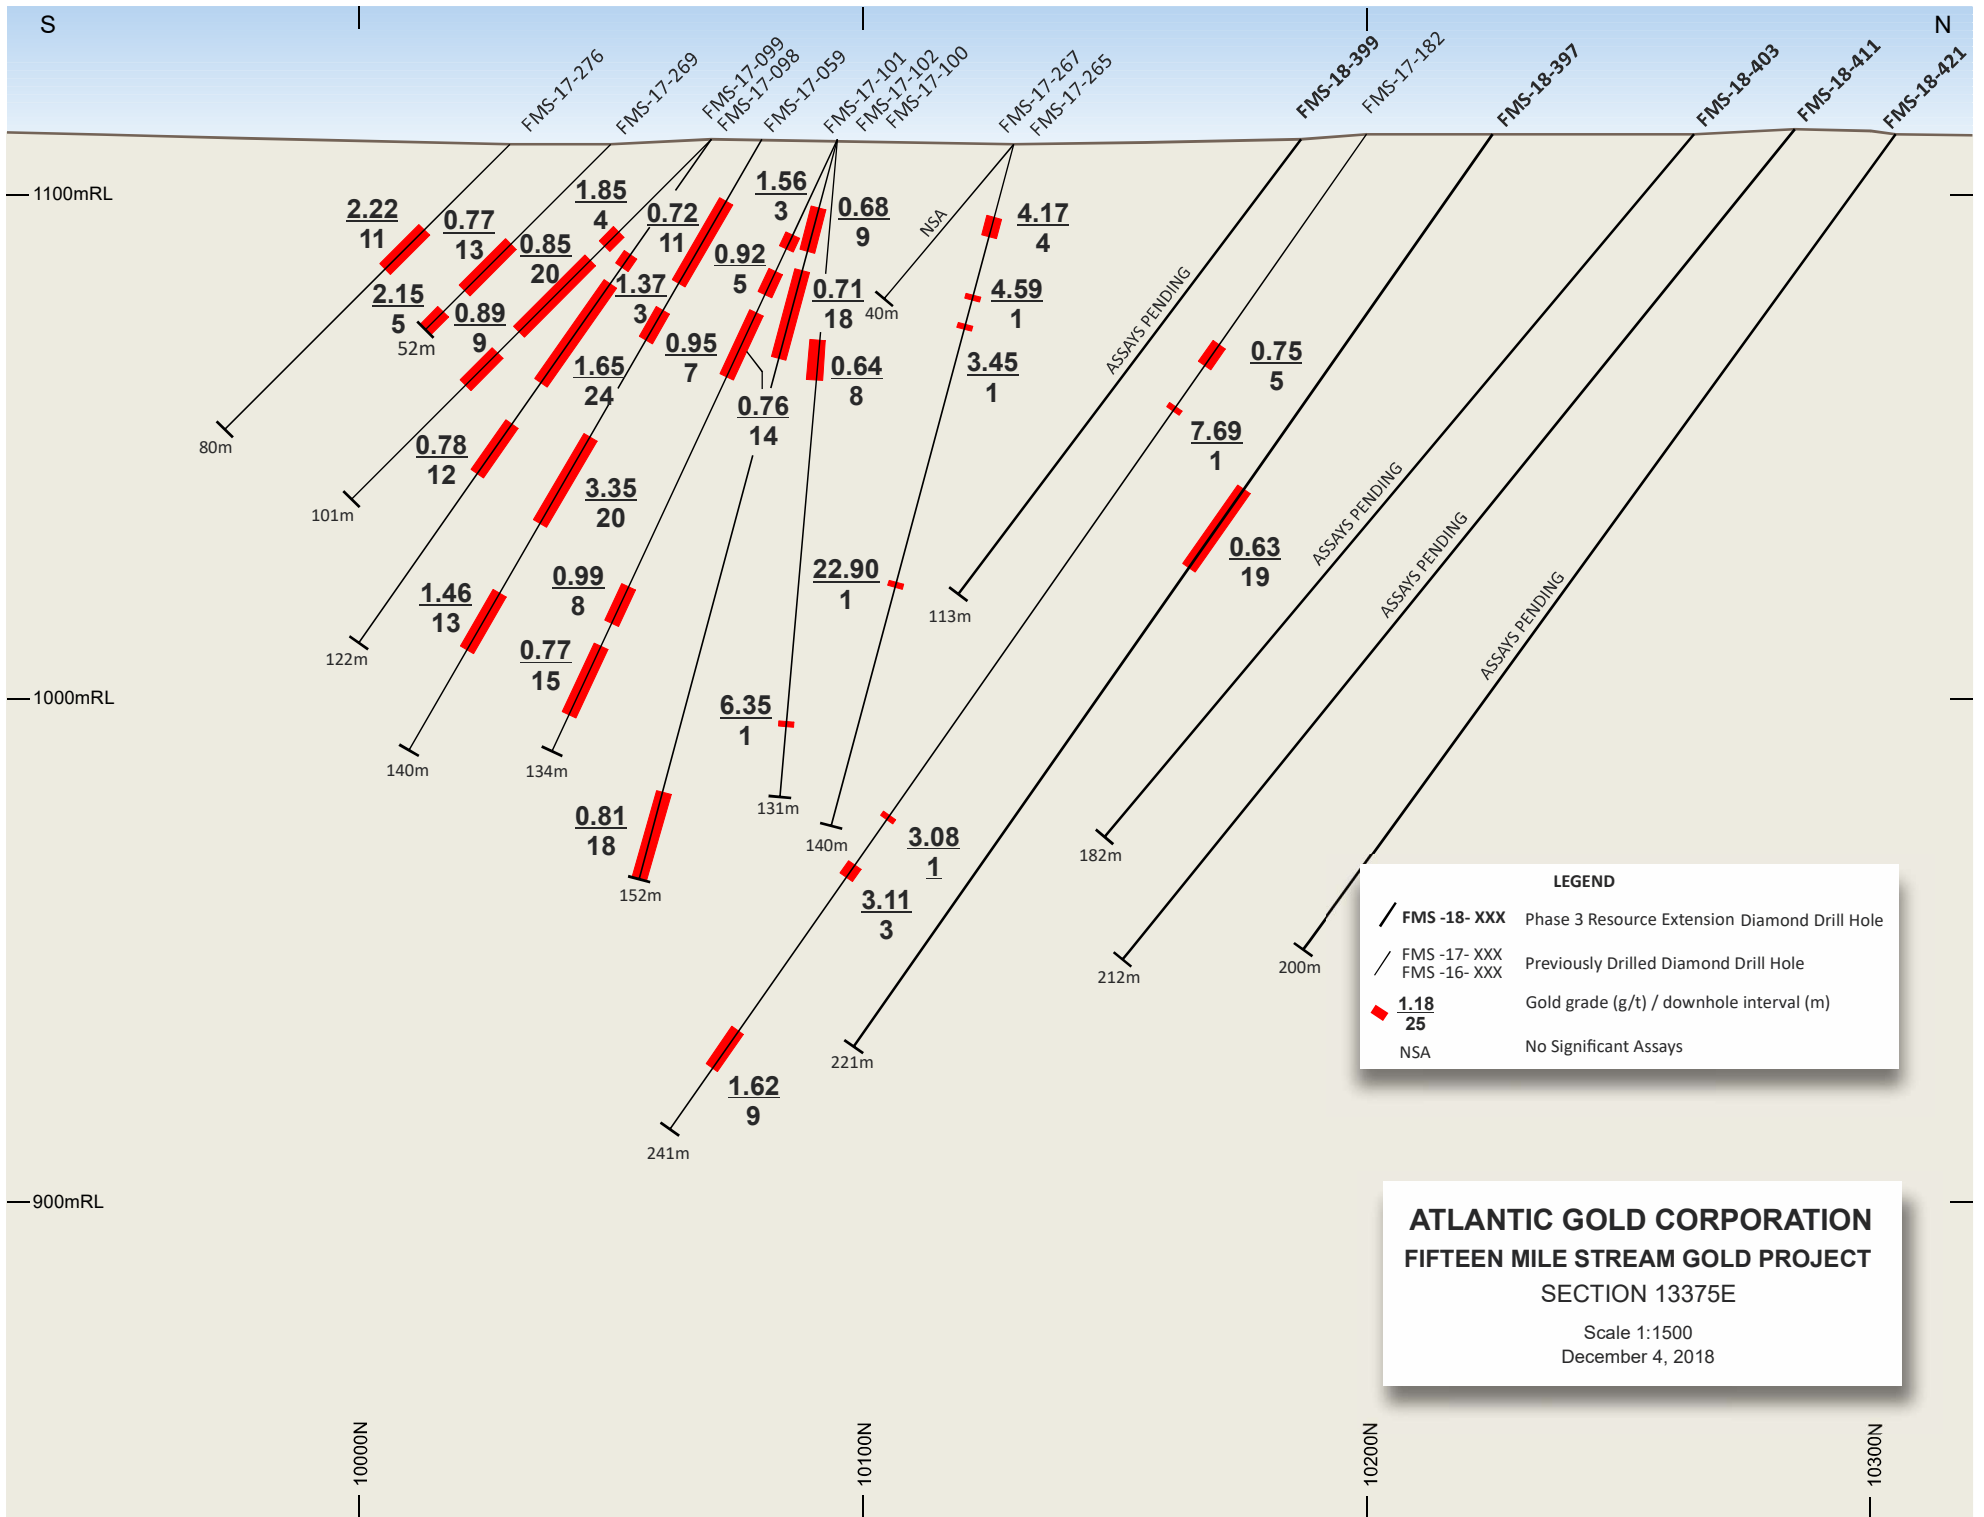 S
N
FMS-17-276
FMS-17-269
FMS-17-099
FMS-17-098
FMS-17-059
FMS-17-101
FMS-17-102
FMS-17-100
FMS-17-267
FMS-17-265
FMS-18-399
FMS-17-182
FMS-18-397
FMS-18-403
FMS-18-411
FMS-18-421
1100mRL
2.22
11
0.77
13
1.85
4
0.85
20
0.72
11
1.56
3
0.68
9
NSA
4.17
4
2.15
5
52m
0.89
9
1.37
3
0.92
5
0.71
18
40m
4.59
1
ASSAYS PENDING
0.95
7
0.64
8
3.45
1
0.75
5
1.65
24
0.76
14
80m
0.78
12
7.69
1
101m
3.35
20
ASSAYS PENDING
0.63
19
ASSAYS PENDING
ASSAYS PENDING
1.46
13
0.99
8
22.90
1
113m
122m
0.77
15
1000mRL
6.35
1
140m
134m
131m
0.81
18
152m
140m
3.08
1
182m
3.11
3
212m
200m
221m
1.62
9
241m
LEGEND
FMS -18- XXX
Phase 3 Resource Extension Diamond Drill Hole
FMS -17- XXX
FMS -16- XXX
Previously Drilled Diamond Drill Hole
1.18
25
Gold grade (g/t) / downhole interval (m)
NSA
No Significant Assays
900mRL
ATLANTIC GOLD CORPORATION
FIFTEEN MILE STREAM GOLD PROJECT
SECTION 13375E
Scale 1:1500
December 4, 2018
10000N
10100N
10200N
10300N